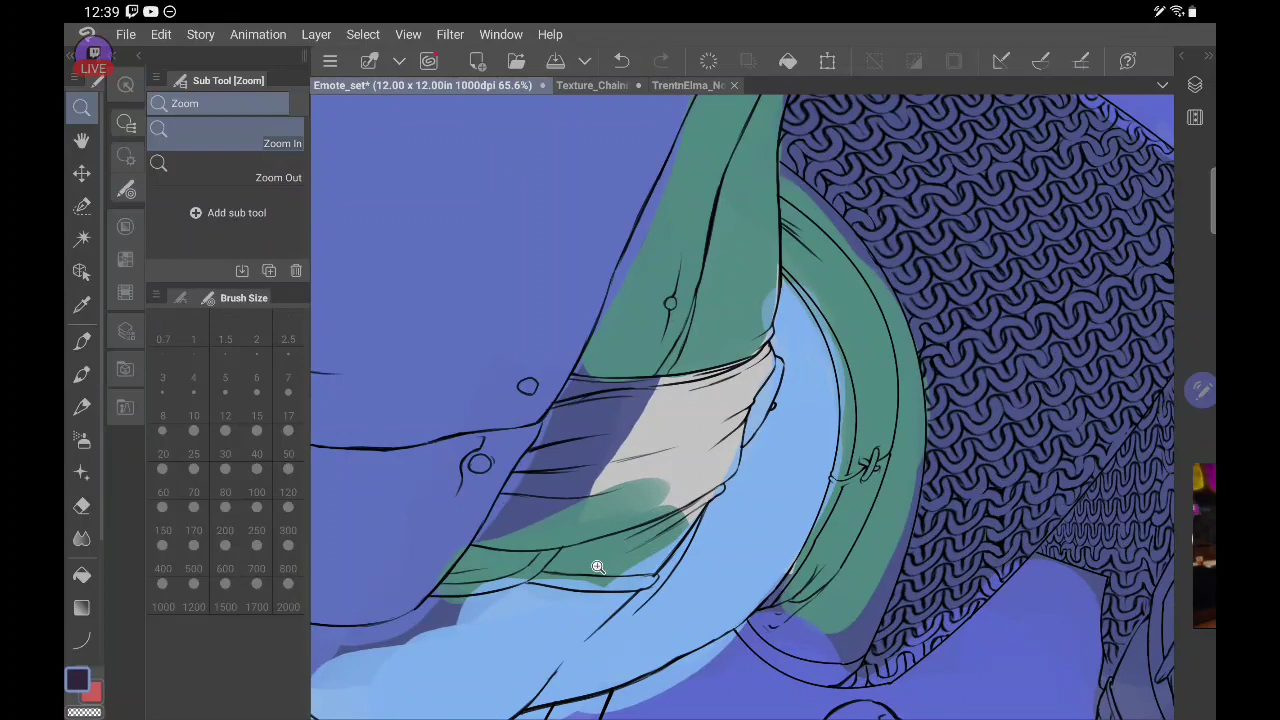 12:39
File Edit Story Animation Layer Select View Filter Window Help
LIVE
Sub Tool [Zoom]
Emote_set* (12.00 x 12.00in 1000dpi 65.6%)
Texture_Chain
TrentnElma_No
Zoom
Zoom In
Zoom Out
Add sub tool
Brush Size
0.7 1 1.5 2 2.5
3 4 5 6 7
8 10 12 15 17
20 25 30 40 50
60 70 80 100 120
150 170 200 250 300
400 500 600 700 800
1000 1200 1500 1700 2000